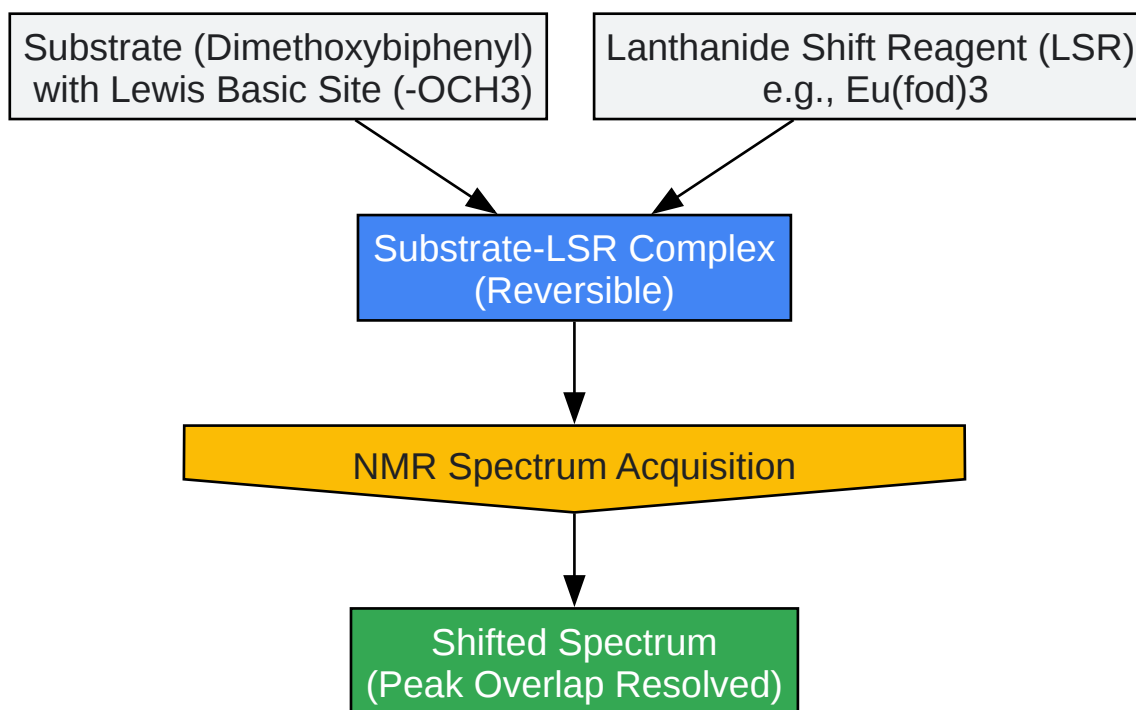 Substrate (Dimethoxybiphenyl)
with Lewis Basic Site (-OCH3)
Lanthanide Shift Reagent (LSR)
e.g., Eu(fod)3
Substrate-LSR Complex
(Reversible)
NMR Spectrum Acquisition
Shifted Spectrum
(Peak Overlap Resolved)